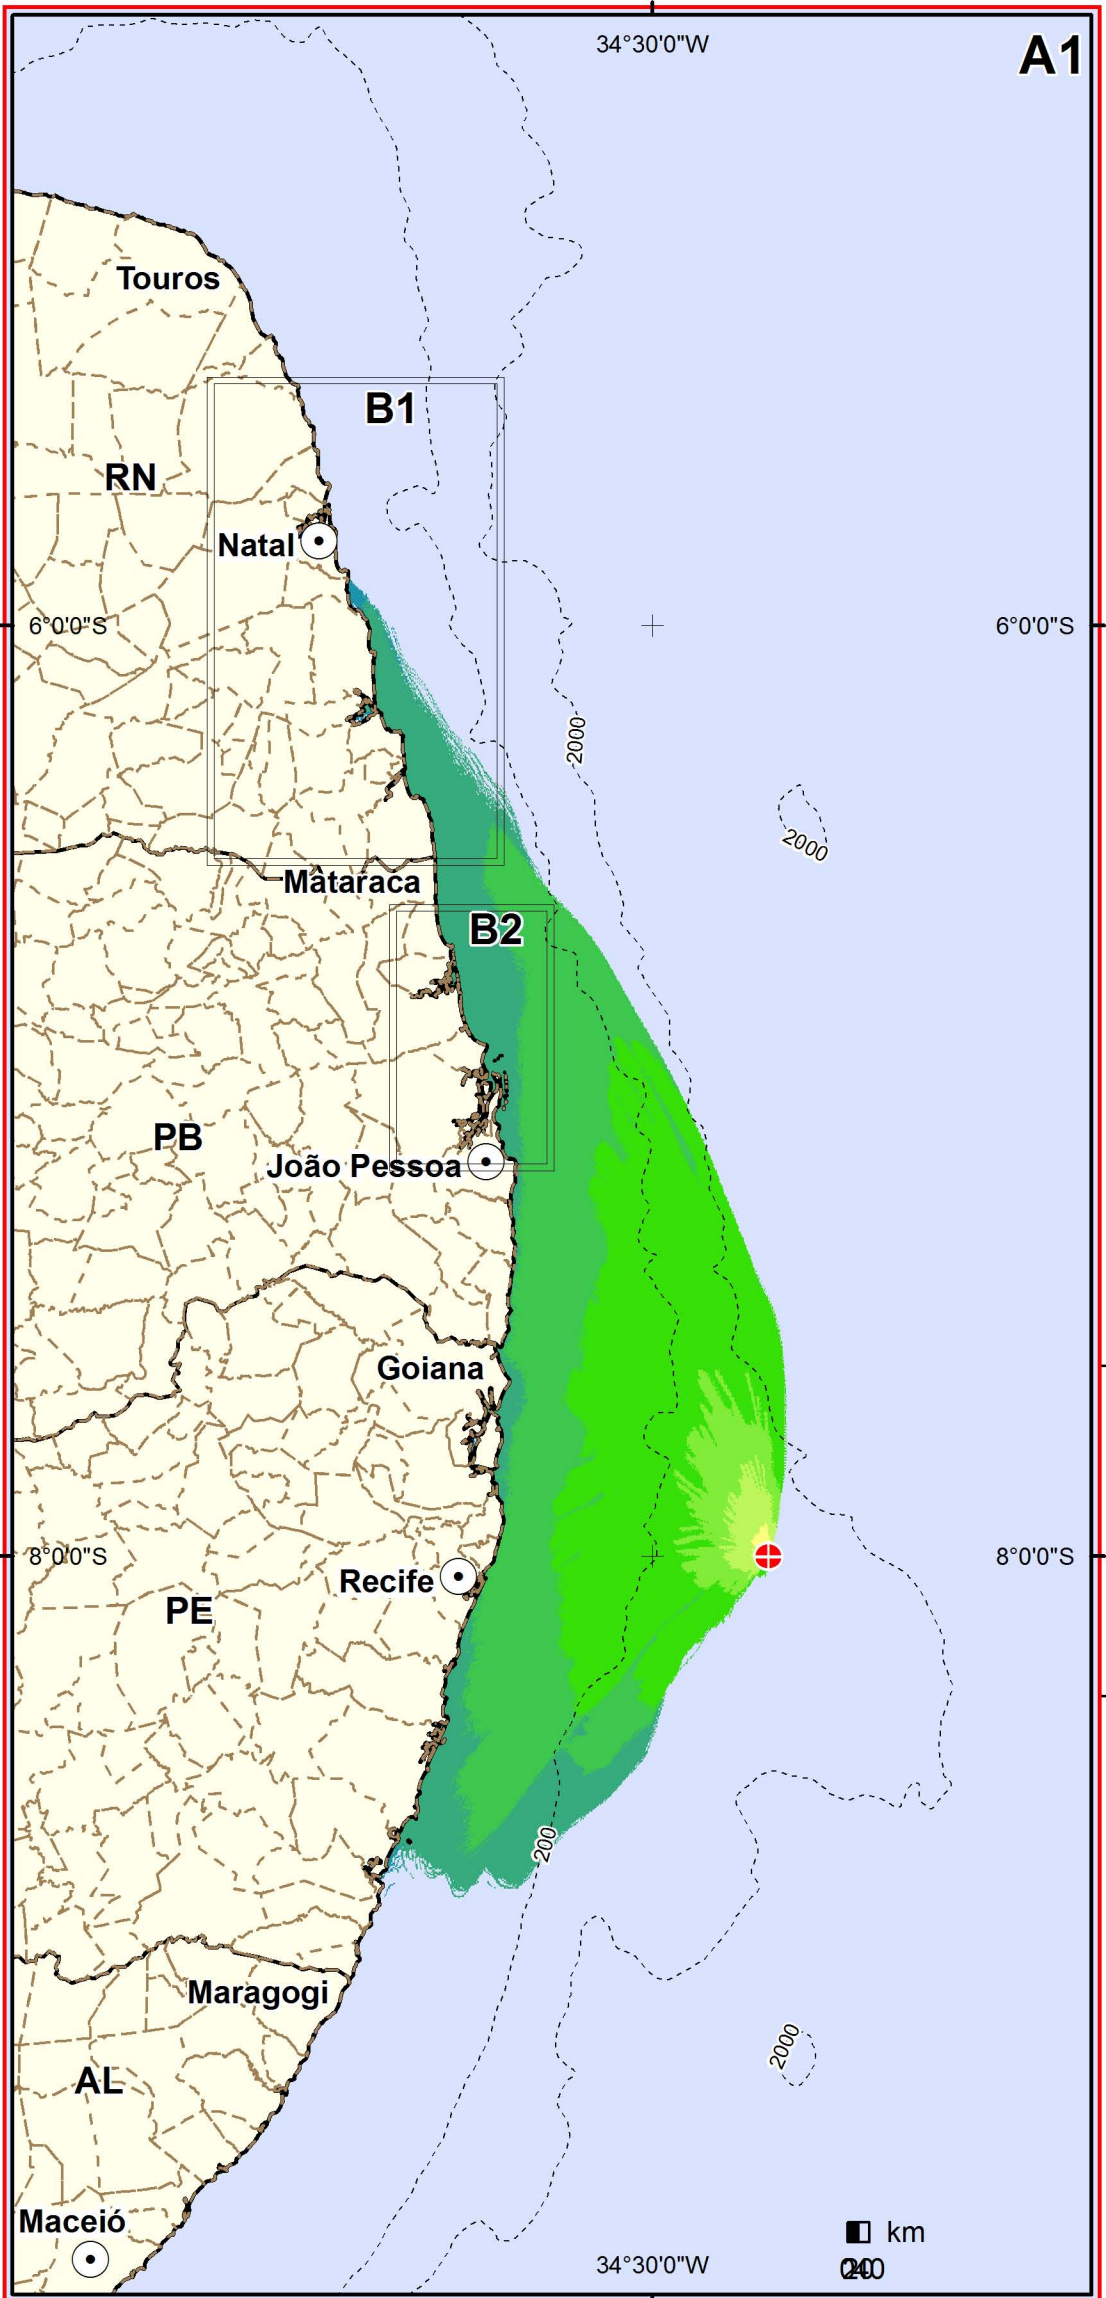 34°30'0"W
A1
Touros
B1
RN
Natal
6°0'0"S
6°0'0"S
2000
2000
Mataraca
B2
PB
João Pessoa
Goiana
8°0'0"S
8°0'0"S
Recife
PE
200
Maragogi
2000
AL
Maceió
km
34°30'0"W